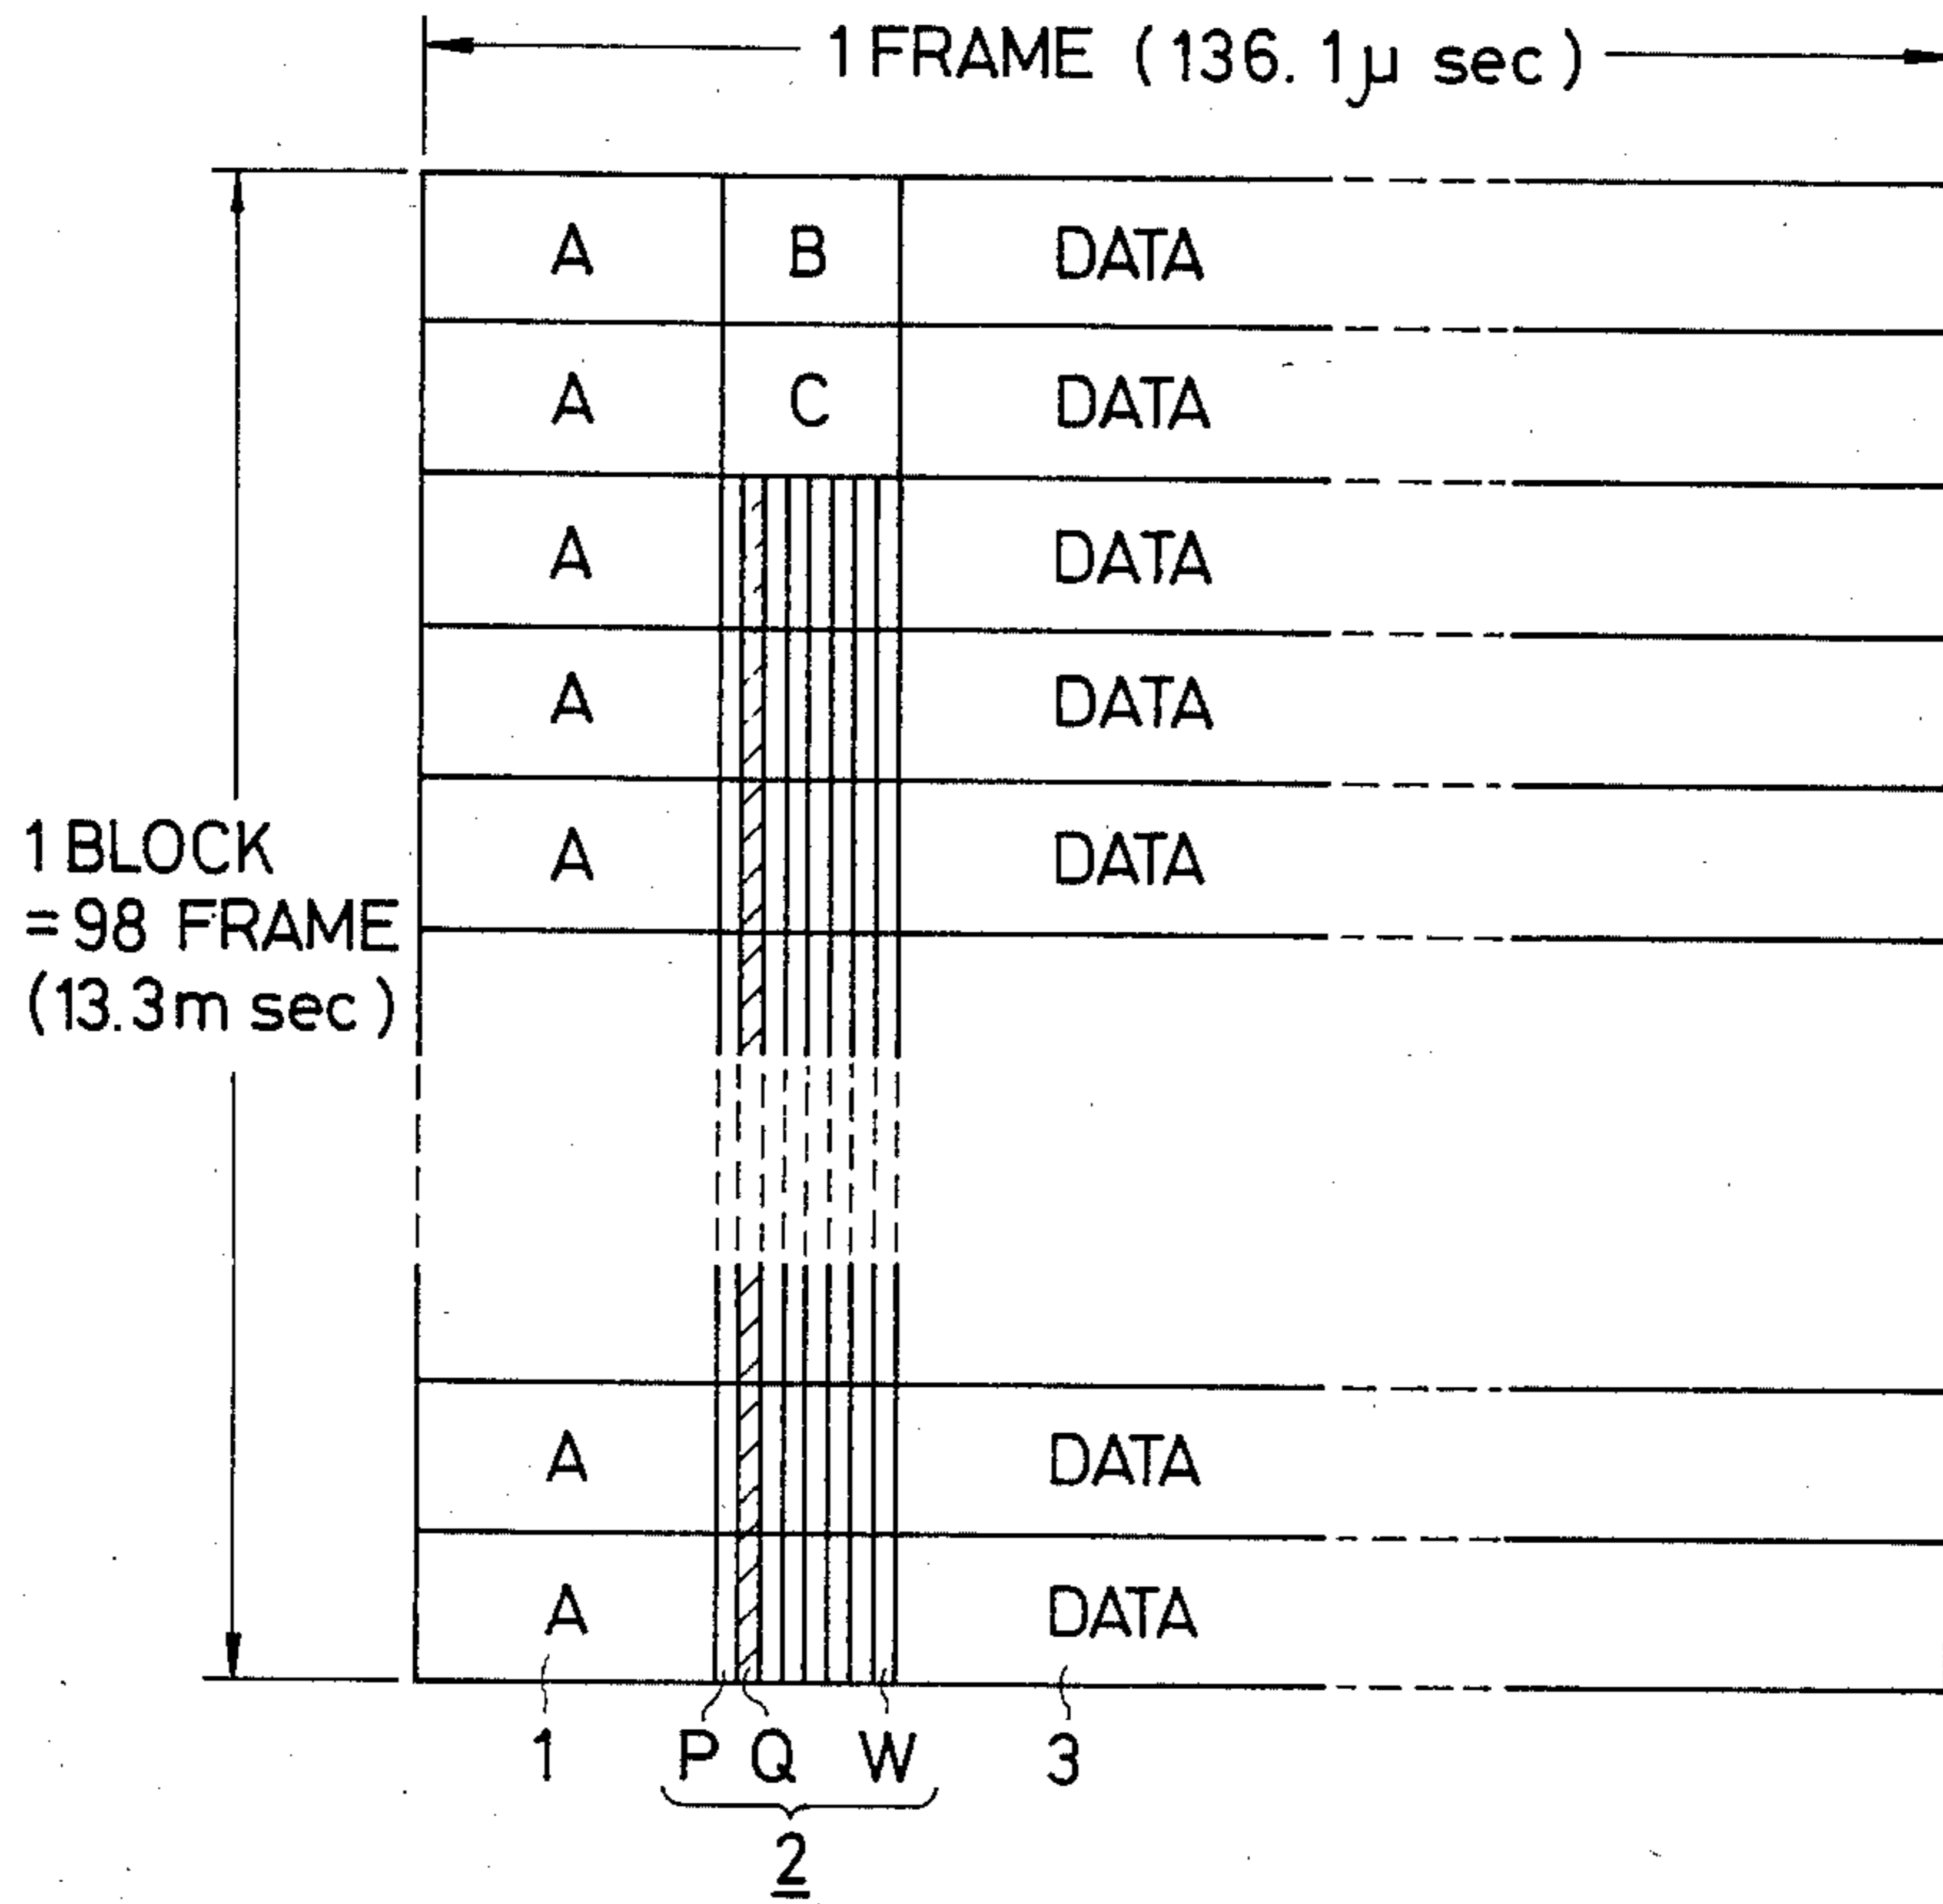 1 FRAME (136.1µ sec)
A B DATA
A C DATA
A DATA
A DATA
A DATA
1 BLOCK
=98 FRAME
(13.3m sec)
A DATA
A DATA
1 P Q W 3
2